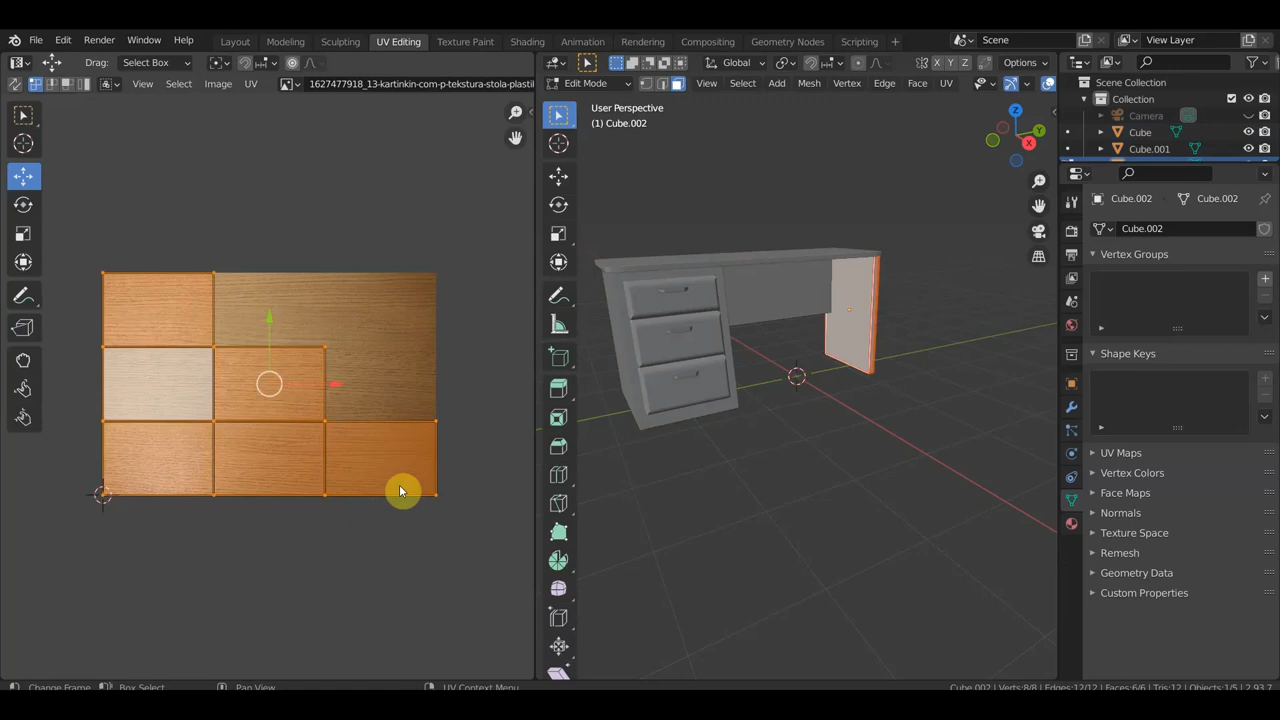 File Edit Render Window Help
Layout Modeling Sculpting UV Editing Texture Paint Shading Animation Rendering Compositing Geometry Nodes Scripting +
Scene
View Layer
Drag: Select Box
Global
X Y Z
Options
View Select Image UV
1627477918_13-kartinkin-com-p-tekstura-stola-plastil
Edit Mode
View Select Add Mesh Vertex Edge Face UV
User Perspective
(1) Cube.002
Z
Y
X
Scene Collection
Collection
Camera
Cube
Cube.001
Cube.002
Cube.002
Cube.002
Vertex Groups
Shape Keys
UV Maps
Vertex Colors
Face Maps
Normals
Texture Space
Remesh
Geometry Data
Custom Properties
Change Frame
Box Select
Pan View
UV Context Menu
Cube.002 | Verts:8/8 | Edges:12/12 | Faces:6/6 | Tris:12 | Objects:1/5 | 2.93.7